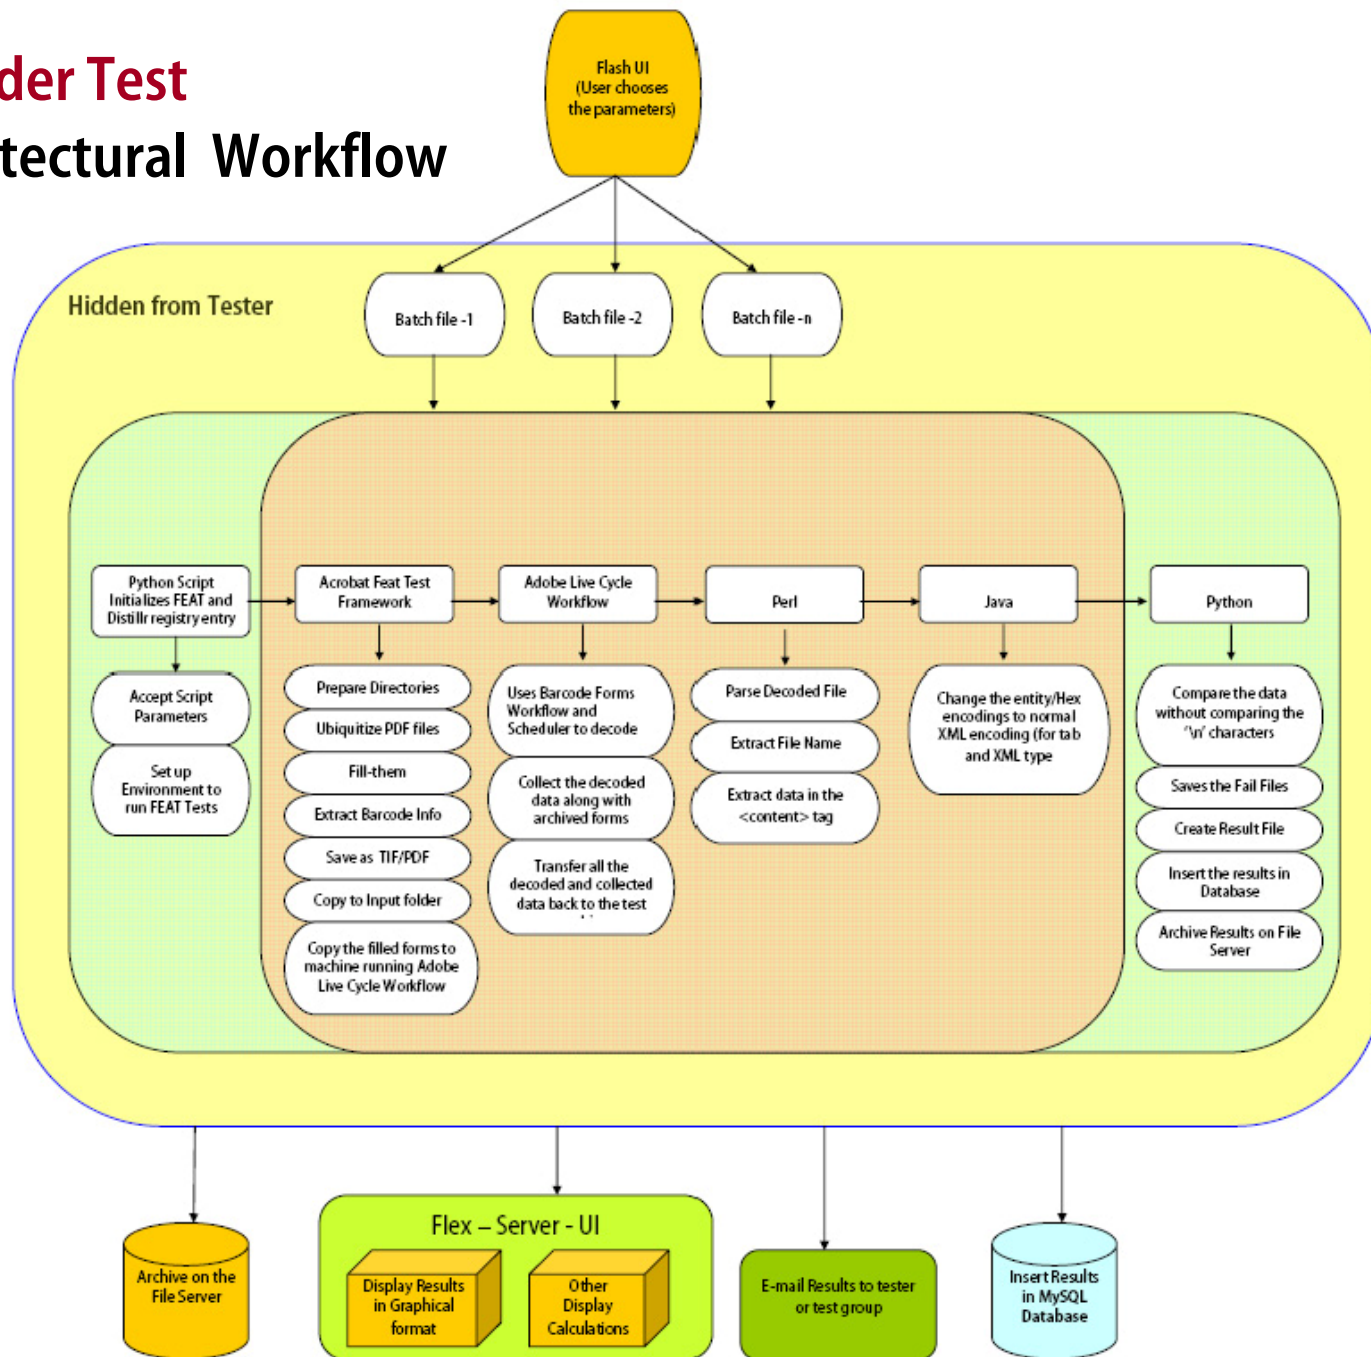 der Test
tectural Workflow
Flash UI
(User chooses
the parameters)
Hidden from Tester
Batch file -1
Batch file -2
Batch file -n
Python Script
Initializes FEAT and
Distillr registry entry
Acrobat Feat Test
Framework
Adobe Live Cycle
Workflow
Perl
Java
Python
Accept Script
Parameters
Set up
Environment to
run FEAT Tests
Prepare Directories
Ubiquitize PDF files
Fill-them
Extract Barcode Info
Save as TIF/PDF
Copy to Input folder
Copy the filled forms to
machine running Adobe
Live Cycle Workflow
Uses Barcode Forms
Workflow and
Scheduler to decode
Collect the decoded
data along with
archived forms
Transfer all the
decoded and collected
data back to the test
Parse Decoded File
Extract File Name
Extract data in the
<content> tag
Change the entity/Hex
encodings to normal
XML encoding (for tab
and XML type
Compare the data
without comparing the
'\n' characters
Saves the Fail Files
Create Result File
Insert the results in
Database
Archive Results on File
Server
Archive on the
File Server
Flex – Server - UI
Display Results
in Graphical
format
Other
Display
Calculations
E-mail Results to tester
or test group
Insert Results
in MySQL
Database